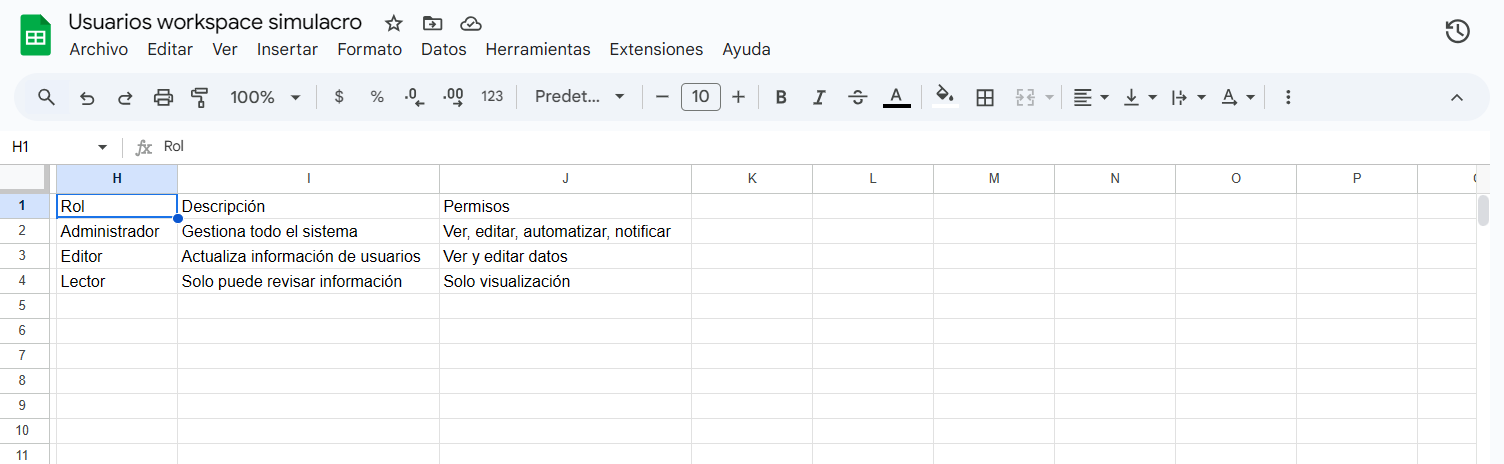 Usuarios workspace simulacro
Archivo Editar Ver Insertar Formato Datos Herramientas Extensiones Ayuda
100% $ % .0 .00 123 Predet... 10 B I A A
H1 fx Rol
H I J K L M N O P
1 Rol Descripción Permisos
2 Administrador Gestiona todo el sistema Ver, editar, automatizar, notificar
3 Editor Actualiza información de usuarios Ver y editar datos
4 Lector Solo puede revisar información Solo visualización
5
6
7
8
9
10
11